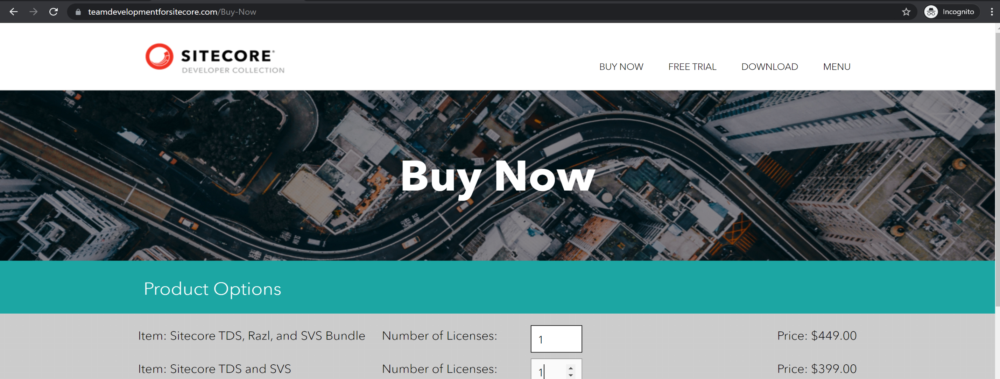 teamdevelopmentforsitecore.com/Buy-Now
Incognito
SITECORE
DEVELOPER COLLECTION
BUY NOW FREE TRIAL DOWNLOAD MENU
Buy Now
Product Options
Item: Sitecore TDS, Razl, and SVS Bundle Number of Licenses: 1 Price: $449.00
Item: Sitecore TDS and SVS Number of Licenses: 1 Price: $399.00